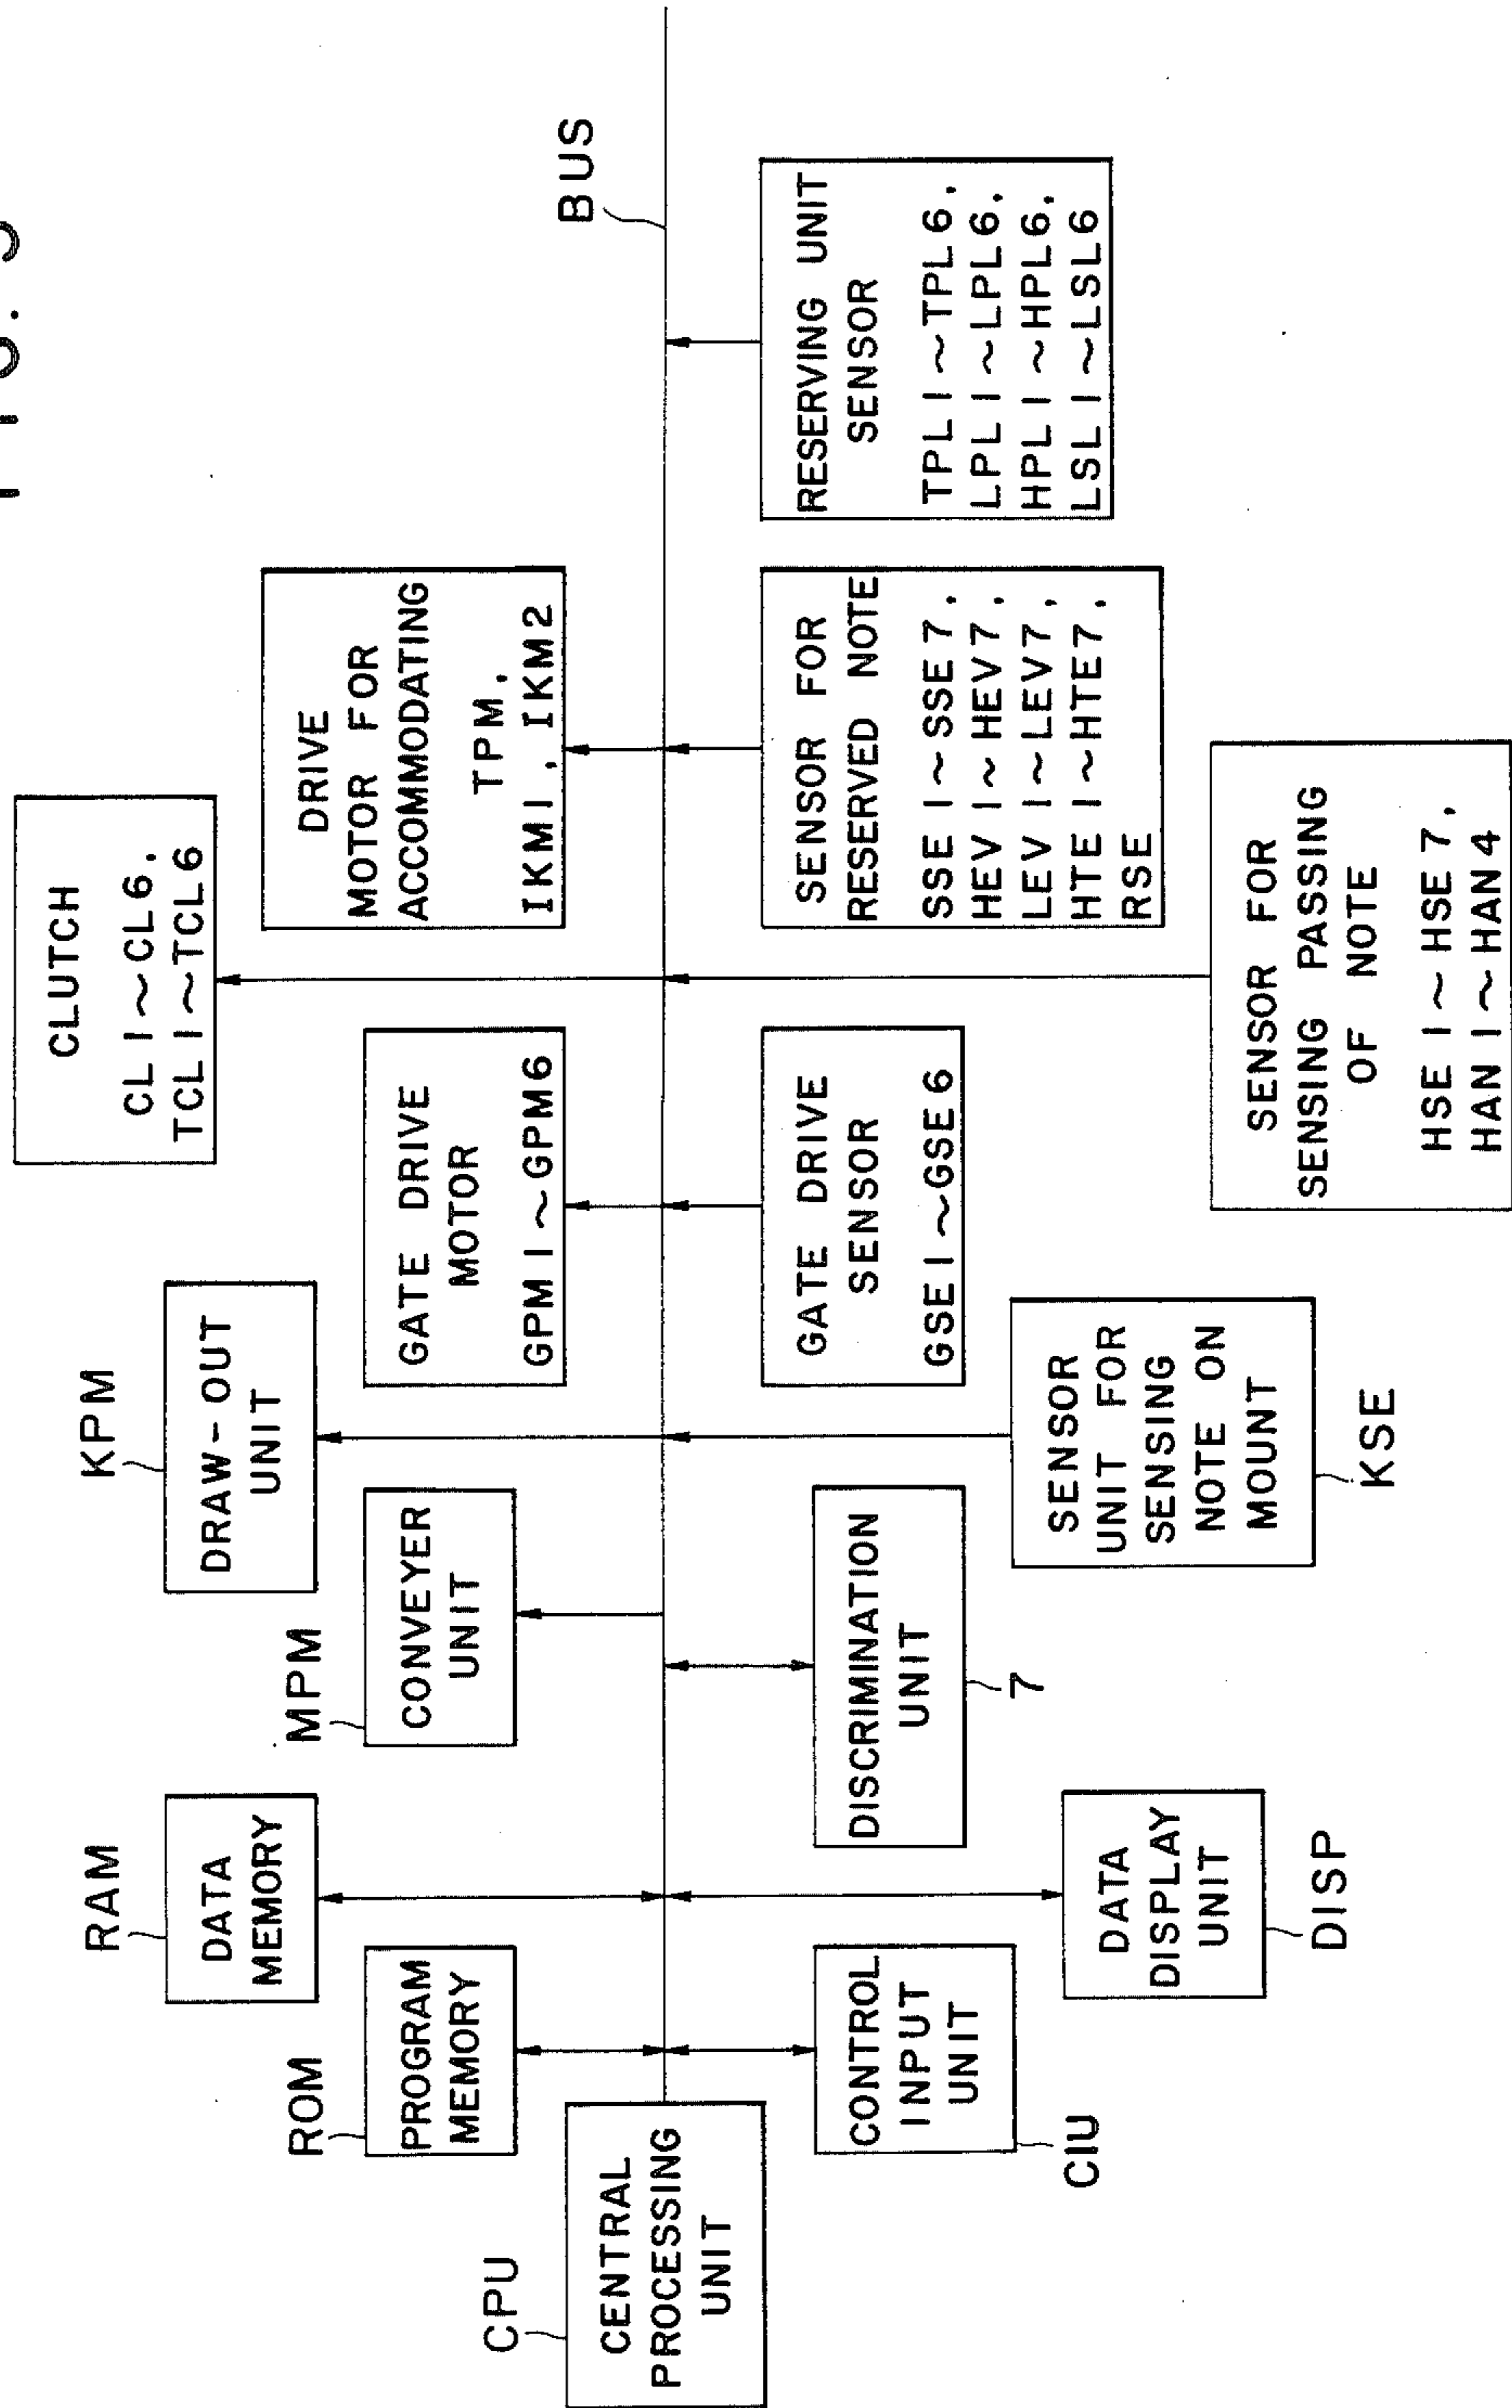 FIG.
CLUTCH
CL1~CL6,
TCL1~TCL6
KPM
DRAW-OUT
UNIT
RAM
DATA
MEMORY
DRIVE
MOTOR FOR
ACCOMMODATING
TPM,
IKM1, IKM2
GATE DRIVE
MOTOR
GPM1~GPM6
MPM
CONVEYER
UNIT
ROM
PROGRAM
MEMORY
BUS
CPU
CENTRAL
PROCESSING
UNIT
CONTROL
INPUT
UNIT
CIU
DISCRIMINATION
UNIT
7
GATE DRIVE
SENSOR
GSE1~GSE6
SENSOR FOR
RESERVED NOTE
SSE1~SSE7,
HEV1~HEV7,
LEV1~LEV7,
HTE1~HTE7,
RSE
RESERVING UNIT
SENSOR
TPL1~TPL6,
LPL1~LPL6,
HPL1~HPL6,
LSL1~LSL6
DATA
DISPLAY
UNIT
DISP
SENSOR
UNIT FOR
SENSING
NOTE ON
MOUNT
KSE
SENSOR FOR
SENSING PASSING
OF NOTE
HSE1~HSE7,
HAN1~HAN4